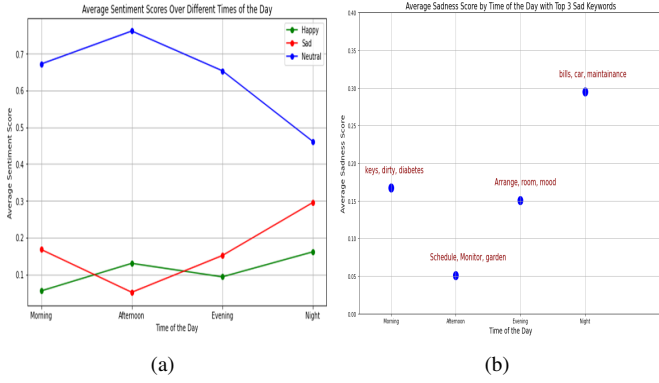 Average Sentiment Scores Over Different Times of the Day
Happy
Sad
Neutral
Average Sentiment Score
0.7
0.6
0.5
0.4
0.3
0.2
0.1
Morning
Afternoon
Evening
Night
Time of the Day
(a)
Average Sadness Score by Time of the Day with Top 3 Sad Keywords
Average Sadness Score
0.40
0.35
0.30
0.25
0.20
0.15
0.10
0.05
0.00
bills, car, maintainance
keys, dirty, diabetes
Arrange, room, mood
Schedule, Monitor, garden
Morning
Afternoon
Evening
Night
Time of the Day
(b)